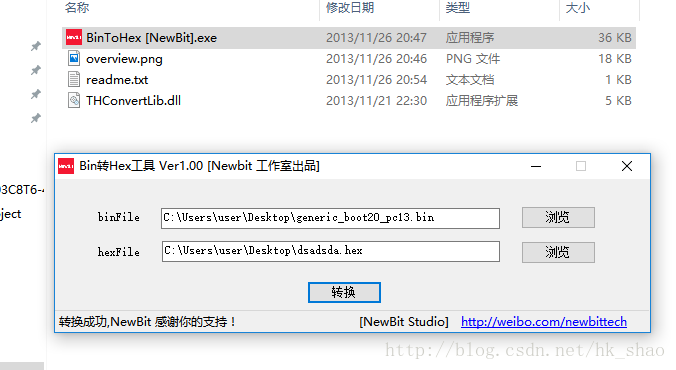 名称 修改日期 类型 大小
BinToHex [NewBit].exe 2013/11/26 20:47 应用程序 36 KB
overview.png 2013/11/26 20:46 PNG 文件 18 KB
readme.txt 2013/11/26 20:54 文本文档 2 KB
THConvertLib.dll 2013/11/21 22:30 应用程序扩展 5 KB
Bin转Hex工具 Ver1.00 [Newbit 工作室出品]
03C8T6-4
oject
binFile C:\Users\user\Desktop\generic_boot20_pc13.bin 浏览
hexFile C:\Users\user\Desktop\dsadsda.hex 浏览
转换
转换成功,NewBit 感谢你的支持！ [NewBit Studio] http://weibo.com/newbittech
http://blog.csdn.net/hk_shao